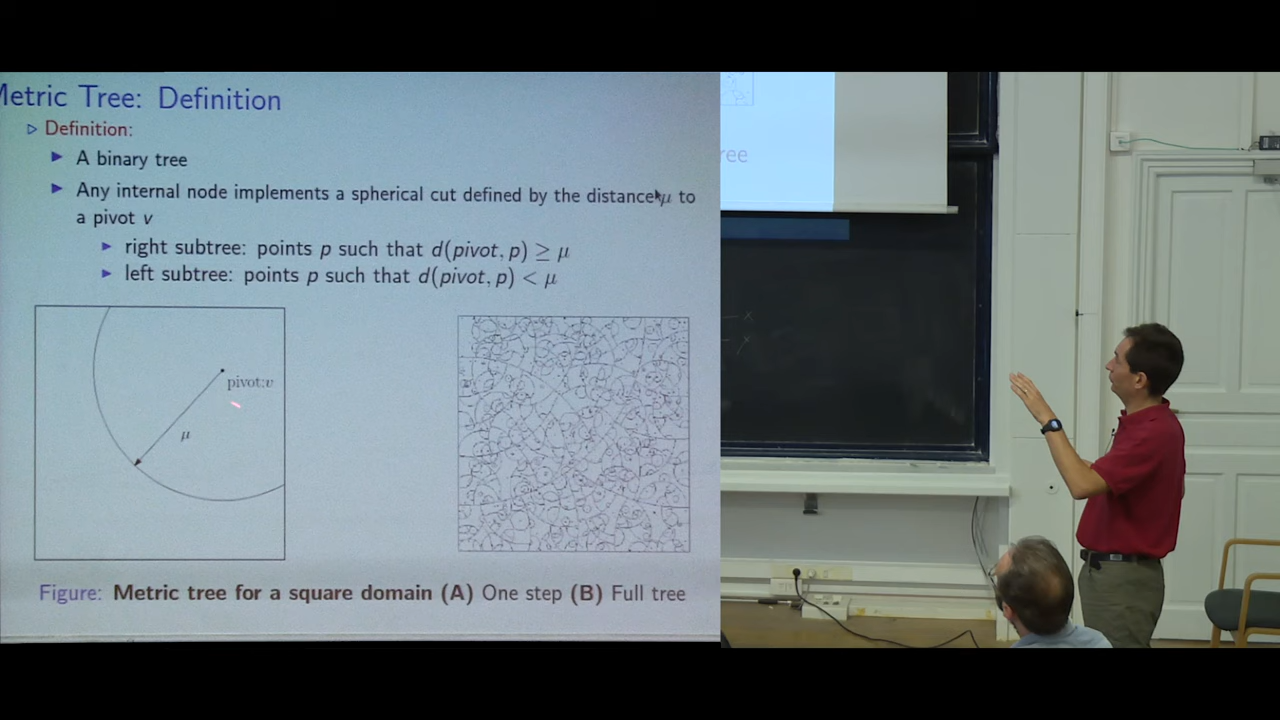 Metric Tree: Definition
▷ Definition:
▶ A binary tree
▶ Any internal node implements a spherical cut defined by the distance μ to
a pivot v
▶ right subtree: points p such that d(pivot, p) ≥ μ
▶ left subtree: points p such that d(pivot, p) < μ
pivot:v
μ
Figure: Metric tree for a square domain (A) One step (B) Full tree
ree
x
x